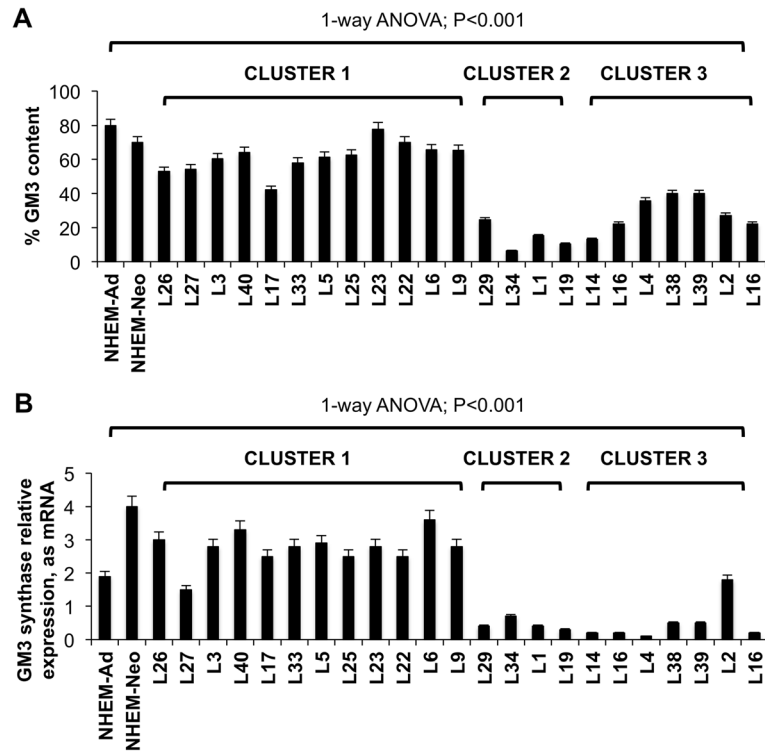 A
1-way ANOVA; P<0.001
CLUSTER 1 CLUSTER 2 CLUSTER 3
% GM3 content
100
80
60
40
20
0
NHEM-Ad
NHEM-Neo
L26
L27
L3
L40
L17
L33
L5
L25
L23
L22
L6
L9
L29
L34
L1
L19
L14
L16
L4
L38
L39
L2
L16
B
1-way ANOVA; P<0.001
CLUSTER 1 CLUSTER 2 CLUSTER 3
GM3 synthase relative
expression, as mRNA
5
4
3
2
1
0
NHEM-Ad
NHEM-Neo
L26
L27
L3
L40
L17
L33
L5
L25
L23
L22
L6
L9
L29
L34
L1
L19
L14
L16
L4
L38
L39
L2
L16